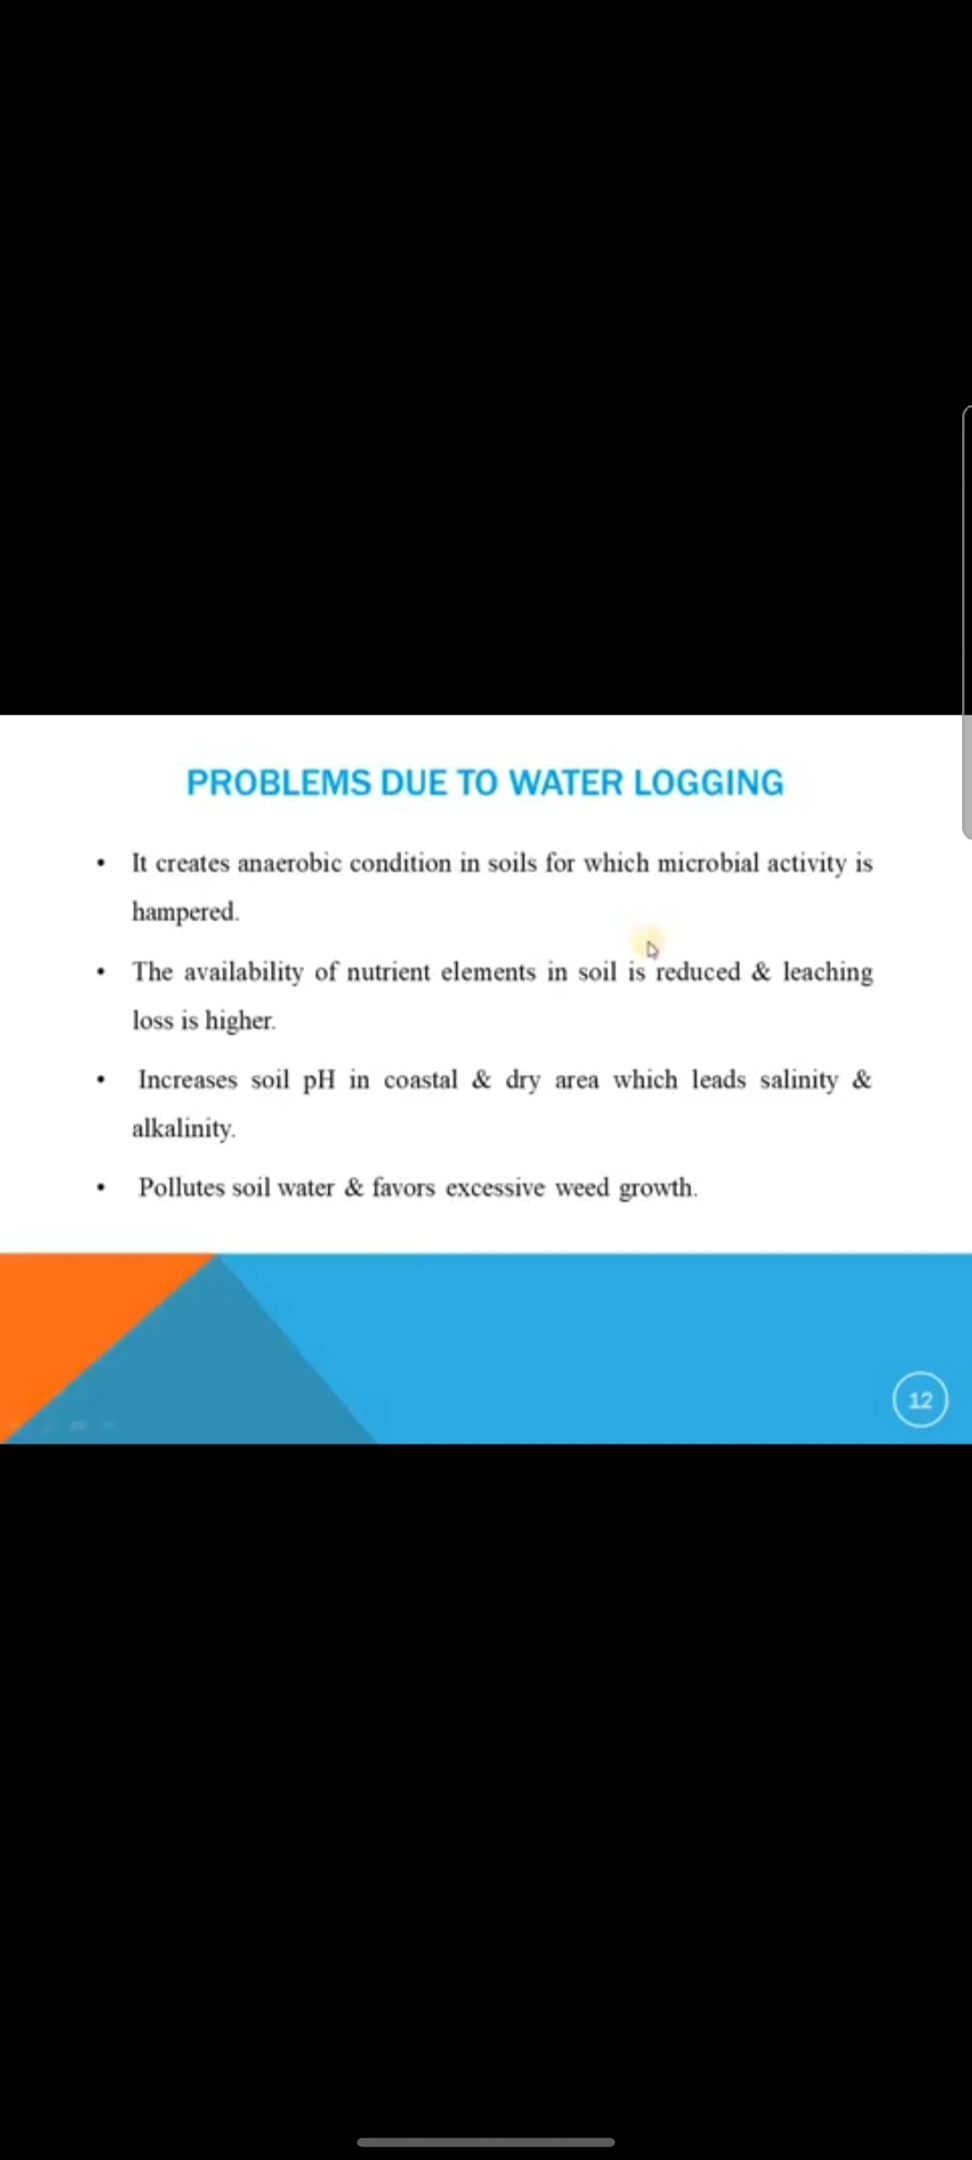 PROBLEMS DUE TO WATER LOGGING
• It creates anaerobic condition in soils for which microbial activity is
hampered.
• The availability of nutrient elements in soil is reduced & leaching
loss is higher.
• Increases soil pH in coastal & dry area which leads salinity &
alkalinity.
• Pollutes soil water & favors excessive weed growth.
12